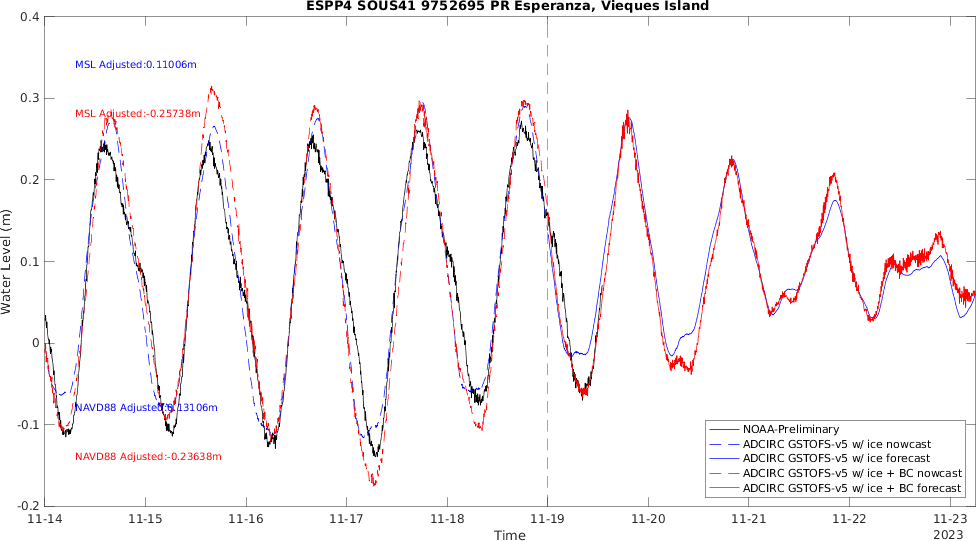 ESPP4 SOUS41 9752695 PR Esperanza, Vieques Island
0.4
0.3
0.2
0.1
0
-0.1
-0.2
Water Level (m)
MSL Adjusted:0.11006m
MSL Adjusted:-0.25738m
NAVD88 Adjusted:0.13106m
NAVD88 Adjusted:-0.23638m
NOAA-Preliminary
ADCIRC GSTOFS-v5 w/ ice nowcast
ADCIRC GSTOFS-v5 w/ ice forecast
ADCIRC GSTOFS-v5 w/ ice + BC nowcast
ADCIRC GSTOFS-v5 w/ ice + BC forecast
11-14 11-15 11-16 11-17 11-18 11-19 11-20 11-21 11-22 11-23
2023
Time